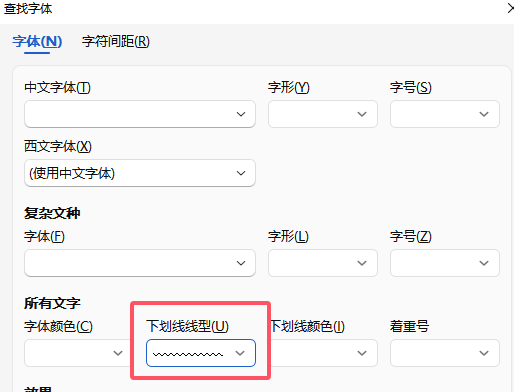 查找字体
字体(N) 字符间距(R)
中文字体(T) 字形(Y) 字号(S)
西文字体(X)
(使用中文字体)
复杂文种
字体(F) 字形(L) 字号(Z)
所有文字
字体颜色(C) 下划线线型(U) 下划线颜色(I) 着重号